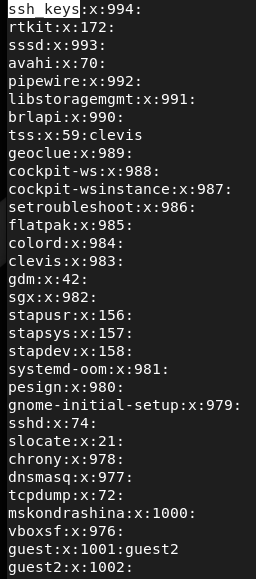 ssh_keys:x:994:
rtkit:x:172:
sssd:x:993:
avahi:x:70:
pipewire:x:992:
libstoragemgmt:x:991:
brlapi:x:990:
tss:x:59:clevis
geoclue:x:989:
cockpit-ws:x:988:
cockpit-wsinstance:x:987:
setroubleshoot:x:986:
flatpak:x:985:
colord:x:984:
clevis:x:983:
gdm:x:42:
sgx:x:982:
stapusr:x:156:
stapsys:x:157:
stapdev:x:158:
systemd-oom:x:981:
pesign:x:980:
gnome-initial-setup:x:979:
sshd:x:74:
slocate:x:21:
chrony:x:978:
dnsmasq:x:977:
tcpdump:x:72:
mskondrashina:x:1000:
vboxsf:x:976:
guest:x:1001:guest2
guest2:x:1002: